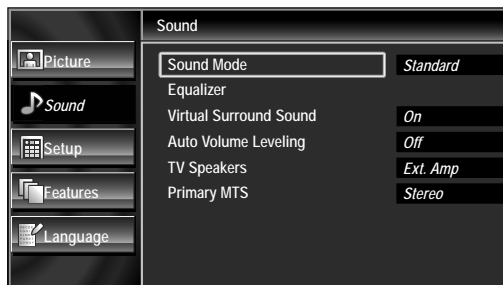 Sound
Picture
Sound
Setup
Features
Language
Sound Mode Standard
Equalizer
Virtual Surround Sound On
Auto Volume Leveling Off
TV Speakers Ext. Amp
Primary MTS Stereo